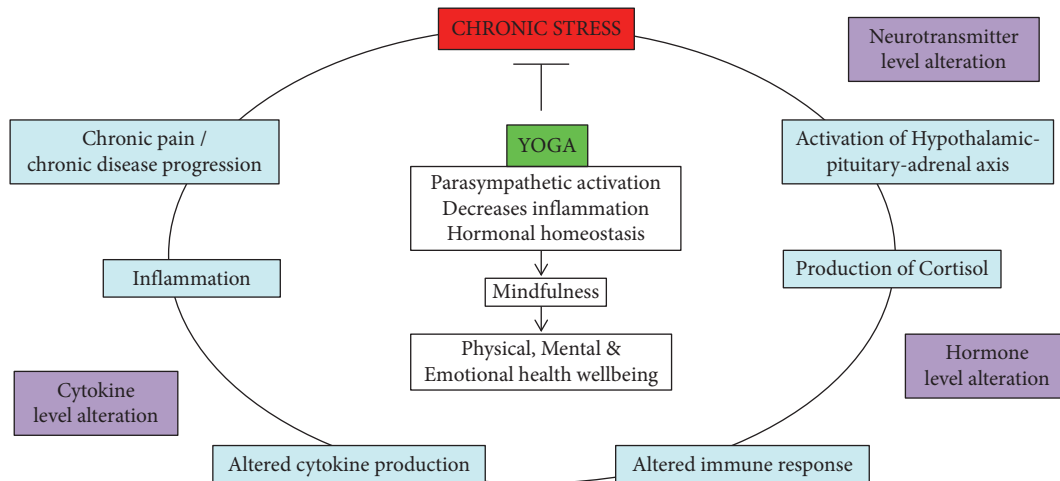 CHRONIC STRESS
Neurotransmitter
level alteration
Chronic pain /
chronic disease progression
YOGA
Activation of Hypothalamic-
pituitary-adrenal axis
Parasympathetic activation
Decreases inflammation
Hormonal homeostasis
Inflammation
Mindfulness
Production of Cortisol
Physical, Mental &
Emotional health wellbeing
Hormone
level alteration
Cytokine
level alteration
Altered cytokine production
Altered immune response